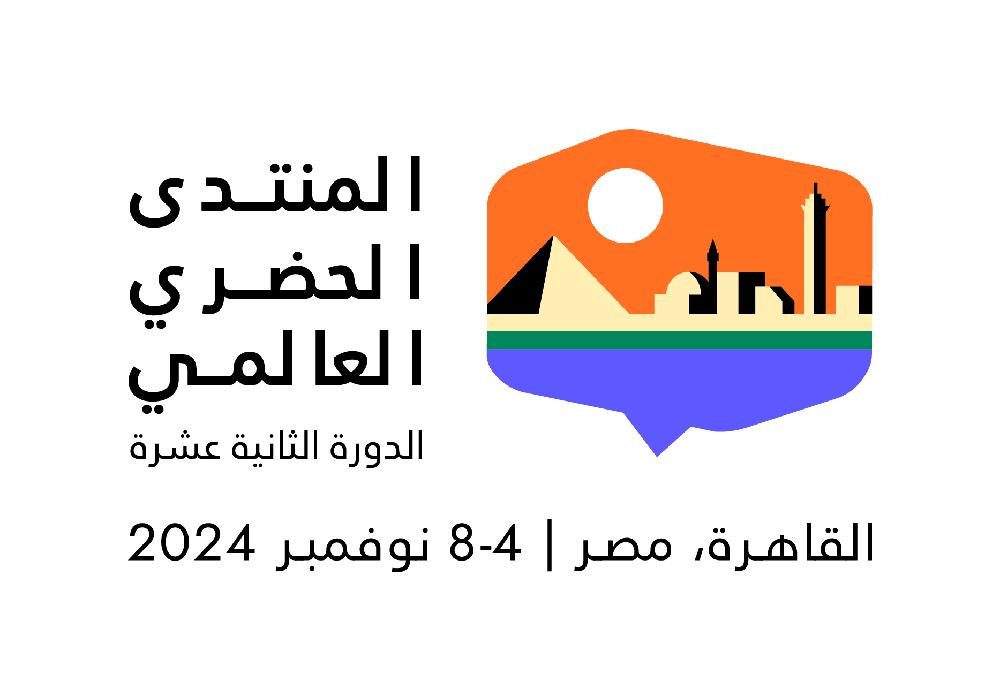 المنتدى
الحضري
العالمي
الدورة الثانية عشرة
القاهرة، مصر | 4-8 نوفمبر 2024